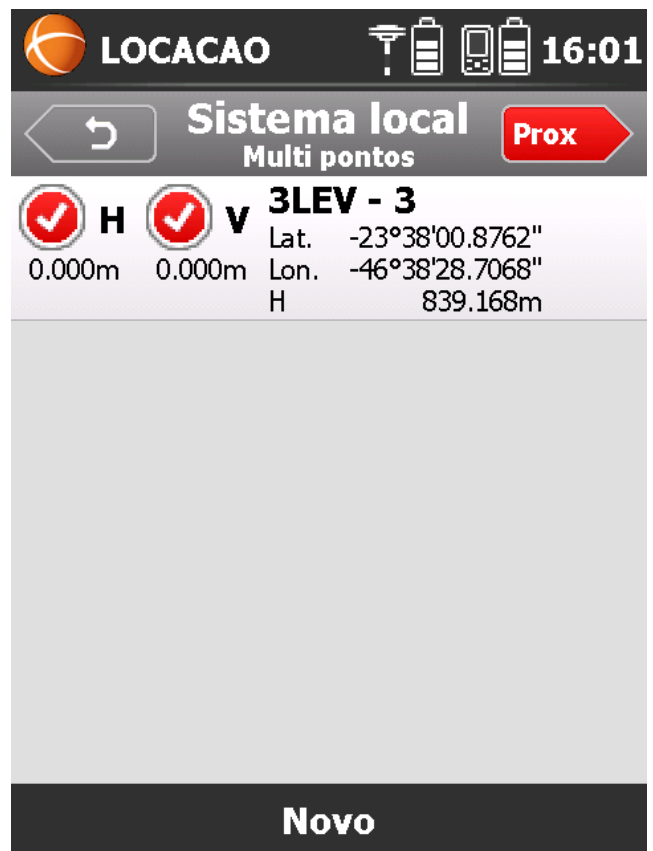 LOCACAO 16:01
Sistema local
Multi pontos
Prox
H V 3LEV - 3
Lat. -23°38'00.8762"
0.000m 0.000m Lon. -46°38'28.7068"
H 839.168m
Novo